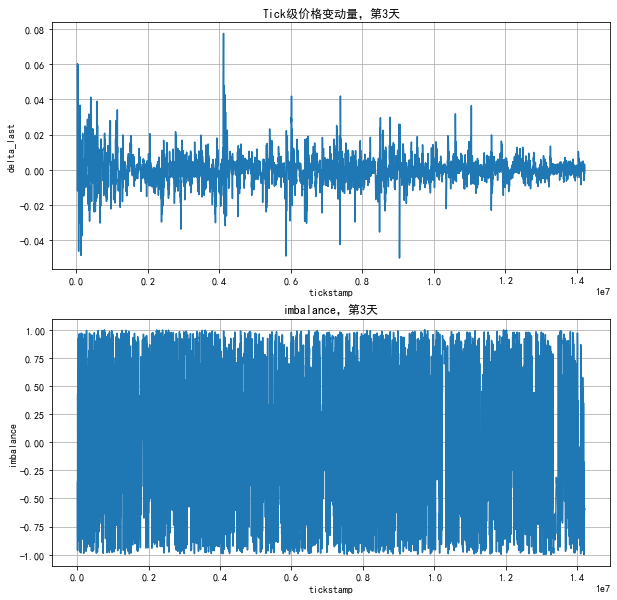 Tick级价格变动量，第3天
0.08
0.06
0.04
0.02
0.00
−0.02
−0.04
delta_last
0.0 0.2 0.4 0.6 0.8 1.0 1.2 1.4
1e7
tickstamp
imbalance，第3天
1.00
0.75
0.50
0.25
0.00
−0.25
−0.50
−0.75
−1.00
imbalance
0.0 0.2 0.4 0.6 0.8 1.0 1.2 1.4
1e7
tickstamp